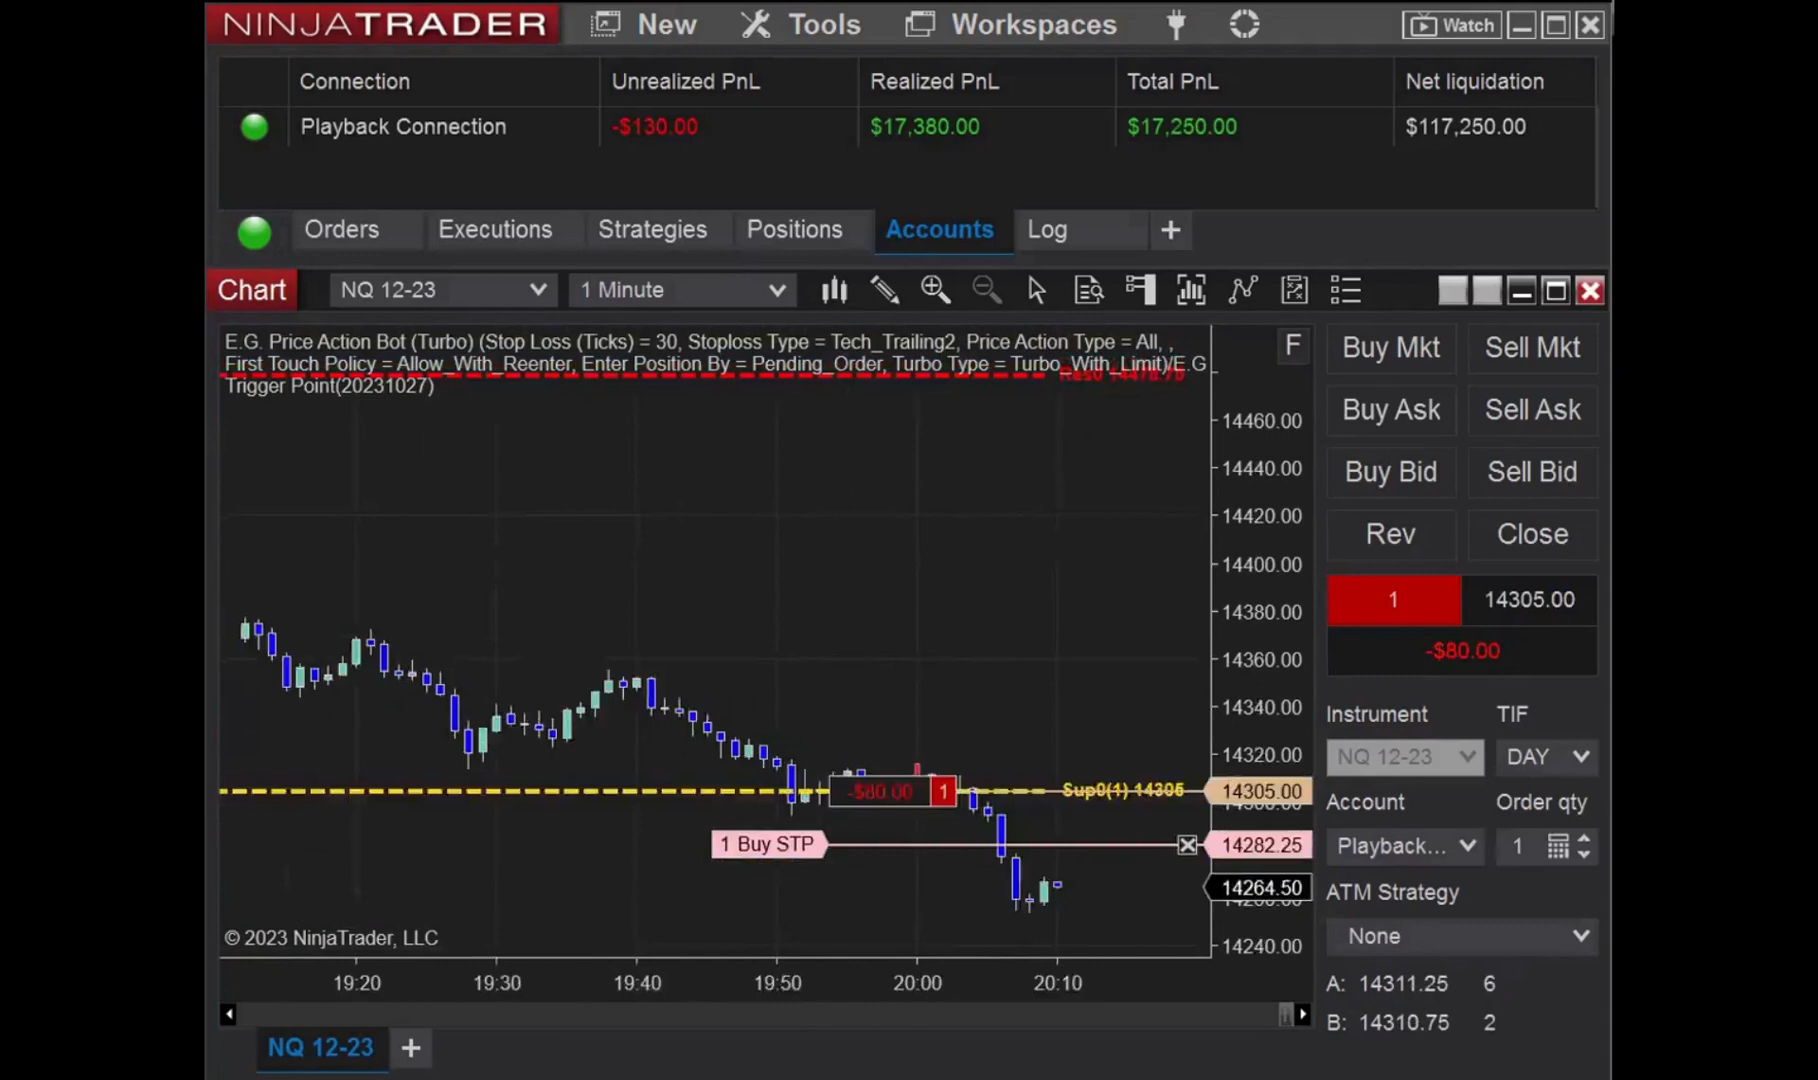 NINJATRADER New Tools Workspaces Watch
Connection Unrealized PnL Realized PnL Total PnL Net liquidation
Playback Connection -$130.00 $17,380.00 $17,250.00 $117,250.00
Orders Executions Strategies Positions Accounts Log +
Chart NQ 12-23 1 Minute
E.G. Price Action Bot (Turbo) (Stop Loss (Ticks) = 30, Stoploss Type = Tech_Trailing2, Price Action Type = All, ,
First Touch Policy = Allow_With_Reenter, Enter Position By = Pending_Order, Turbo Type = Turbo_With_Limit)/E.G
Trigger Point(20231027)
F
14460.00
14440.00
14420.00
14400.00
14380.00
14360.00
14340.00
14320.00
-$80.00 1 Sup0(1) 14305 14305.00
1 Buy STP 14282.25
14264.50
14240.00
© 2023 NinjaTrader, LLC
19:20 19:30 19:40 19:50 20:00 20:10
NQ 12-23 +
Buy Mkt Sell Mkt
Buy Ask Sell Ask
Buy Bid Sell Bid
Rev Close
1 14305.00
-$80.00
Instrument TIF
NQ 12-23 DAY
Account Order qty
Playback... 1
ATM Strategy
None
A: 14311.25 6
B: 14310.75 2